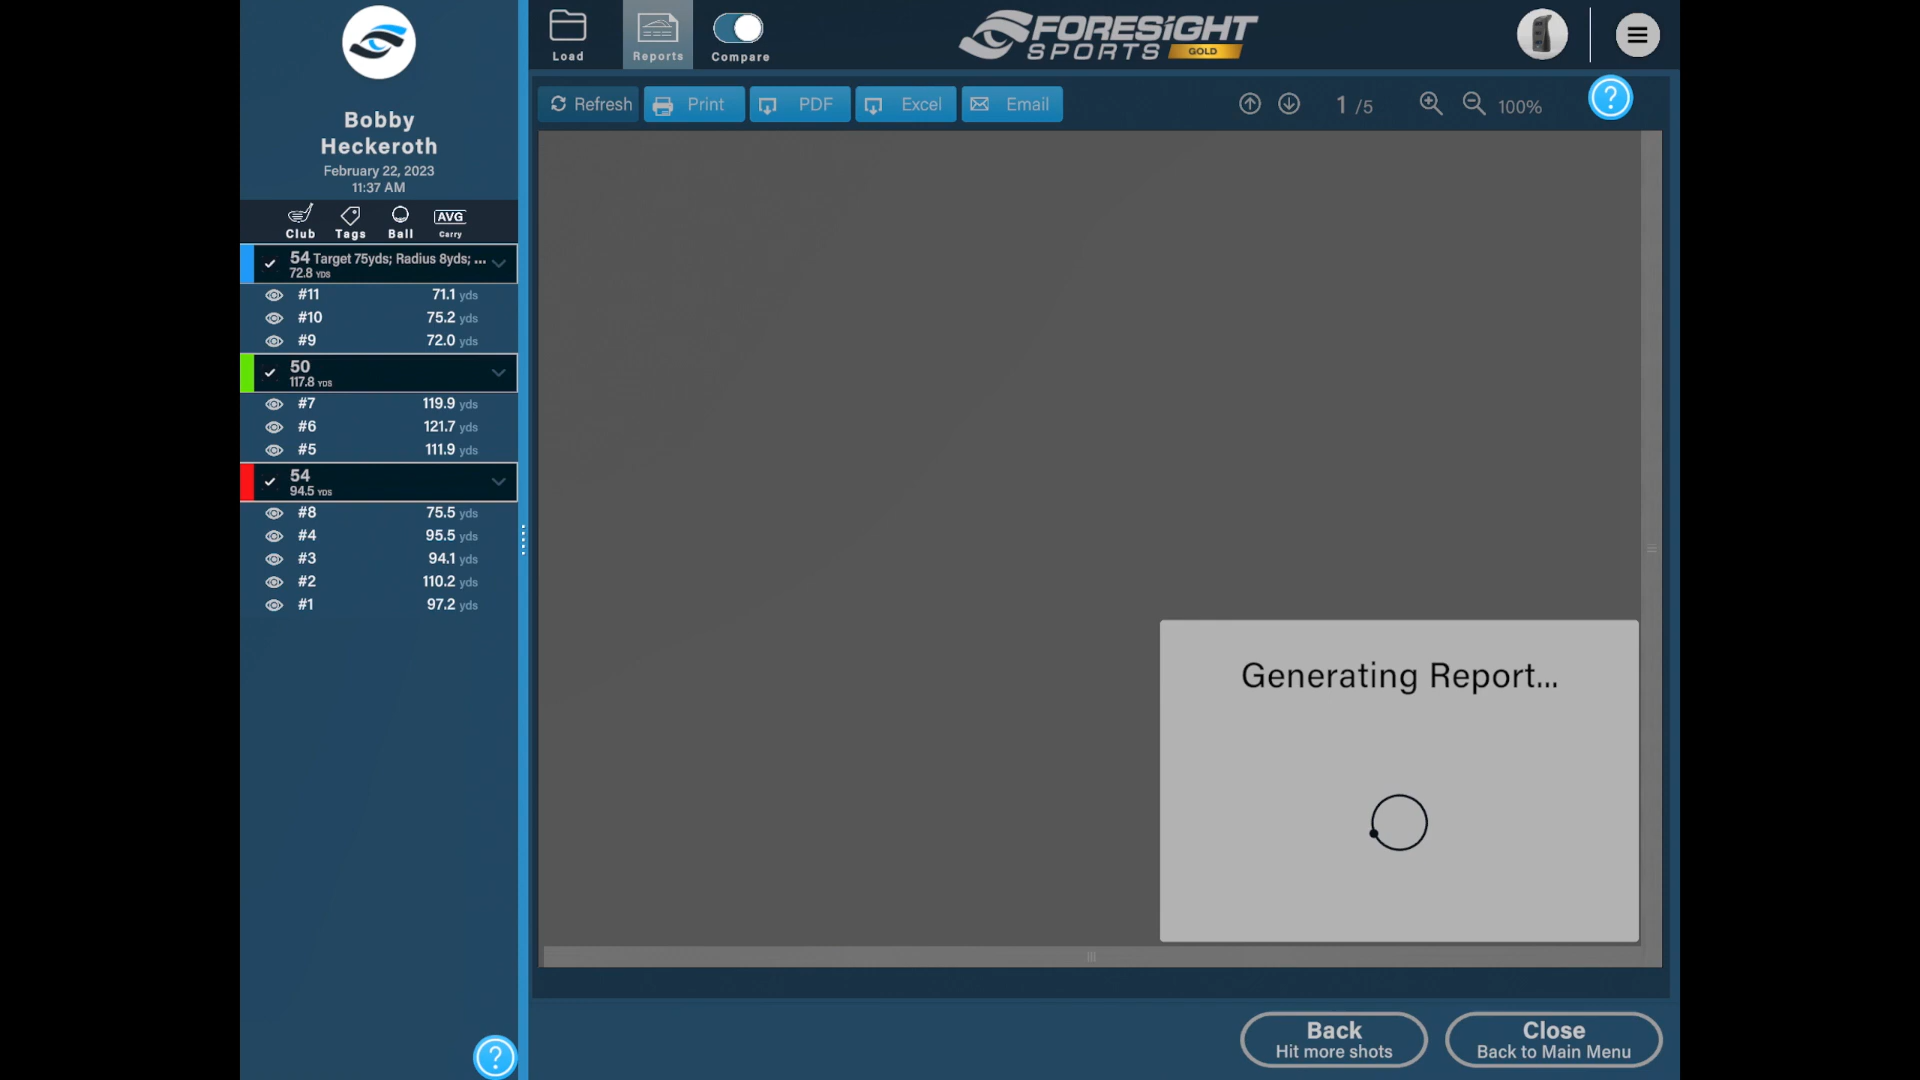 Bobby
Heckeroth
February 22, 2023
11:37 AM
Club Tags Ball AVG Carry
54 Target 75yds; Radius 8yds; ...
72.8 YDS
#11 71.1 yds
#10 75.2 yds
#9 72.0 yds
50
117.8 YDS
#7 119.9 yds
#6 121.7 yds
#5 111.9 yds
54
94.5 YDS
#8 75.5 yds
#4 95.5 yds
#3 94.1 yds
#2 110.2 yds
#1 97.2 yds
?
Load Reports Compare
FORESiGHT
SPORTS GOLD
Refresh Print PDF Excel Email 1 /5 100% ?
Generating Report...
Back
Hit more shots
Close
Back to Main Menu